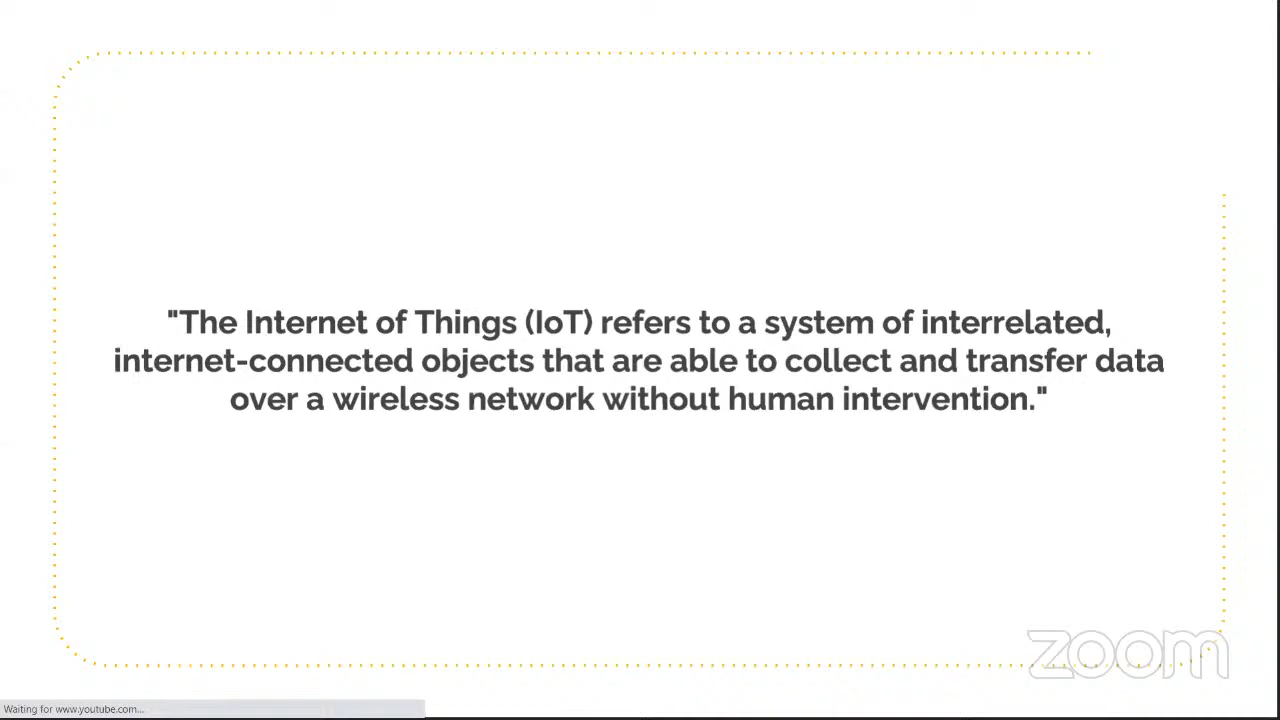 "The Internet of Things (IoT) refers to a system of interrelated,
internet-connected objects that are able to collect and transfer data
over a wireless network without human intervention."
zoom
Waiting for www.youtube.com...